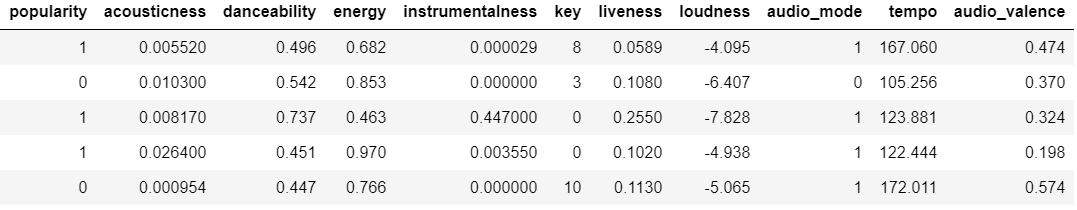 popularity acousticness danceability energy instrumentalness key liveness loudness audio_mode tempo audio_valence
1 0.005520 0.496 0.682 0.000029 8 0.0589 -4.095 1 167.060 0.474
0 0.010300 0.542 0.853 0.000000 3 0.1080 -6.407 0 105.256 0.370
1 0.008170 0.737 0.463 0.447000 0 0.2550 -7.828 1 123.881 0.324
1 0.026400 0.451 0.970 0.003550 0 0.1020 -4.938 1 122.444 0.198
0 0.000954 0.447 0.766 0.000000 10 0.1130 -5.065 1 172.011 0.574